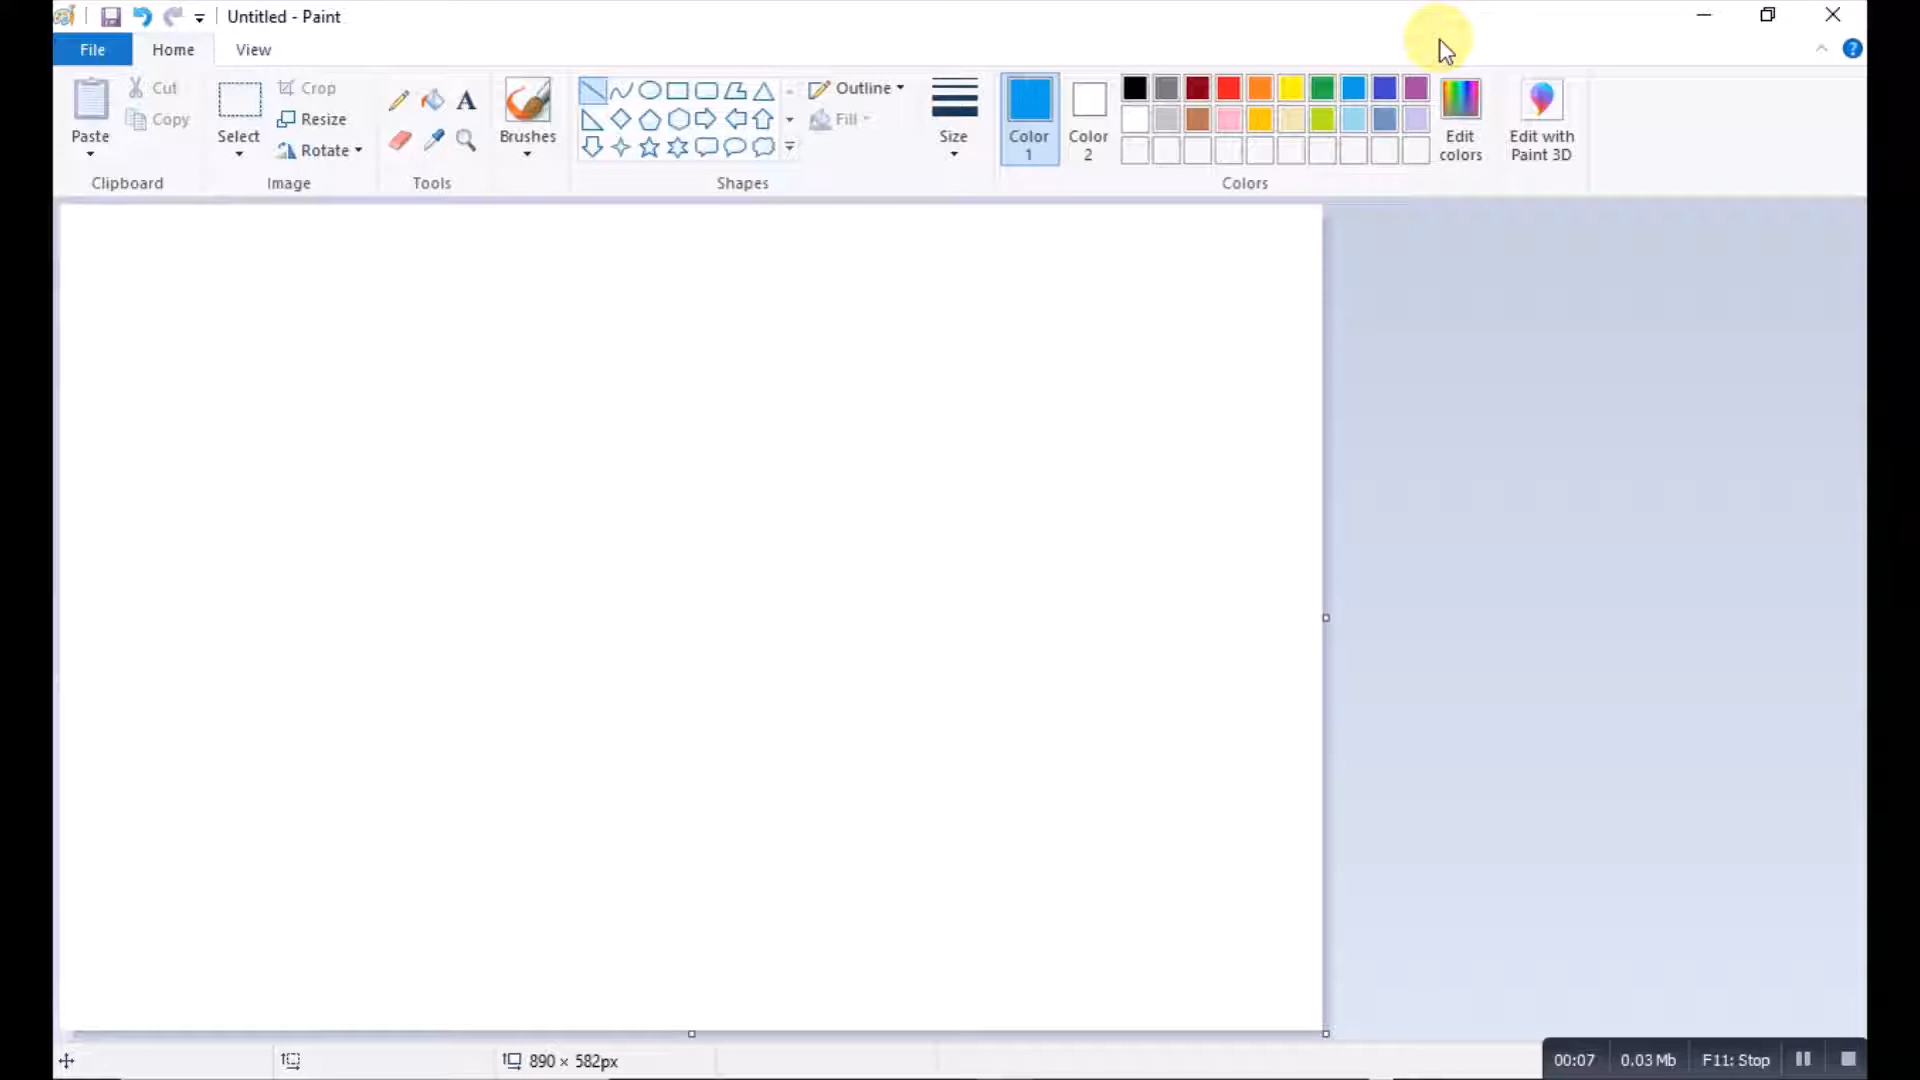 Untitled - Paint
File Home View
Paste
Cut
Copy
Clipboard
Select
Crop
Resize
Rotate
Image
A
Tools
Brushes
Outline
Fill
Shapes
Size
Color 1
Color 2
Colors
Edit colors
Edit with Paint 3D
?
890 × 582px
00:07 0.03 Mb F11: Stop